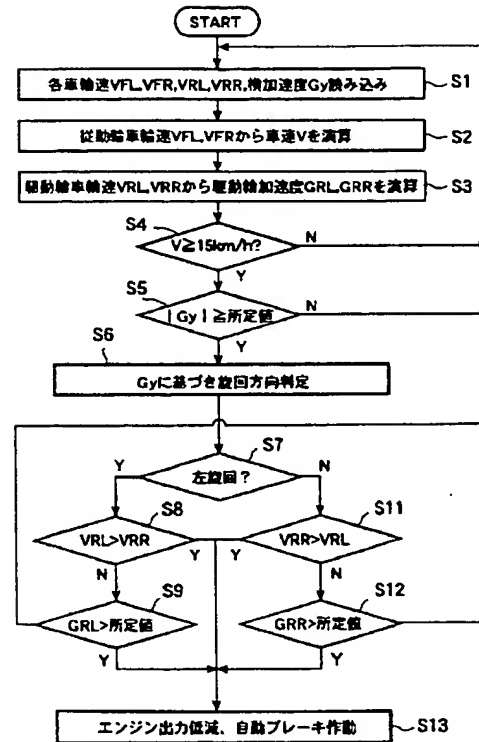 START
各車輪速VFL,VFR,VRL,VRR,横加速度Gy読み込み
S1
従動輪車輪速VFL,VFRから車速Vを演算
S2
駆動輪車輪速VRL,VRRから駆動輪加速度GRL,GRRを演算
S3
S4
V≧15km/h?
N
Y
S5
|Gy|≧所定値
N
Y
S6
Gyに基づき旋回方向判定
S7
Y
左旋回?
N
S8
S11
VRL>VRR
Y
Y
VRR>VRL
N
N
S9
S12
GRL>所定値
GRR>所定値
Y
Y
エンジン出力低減、自動ブレーキ作動
S13